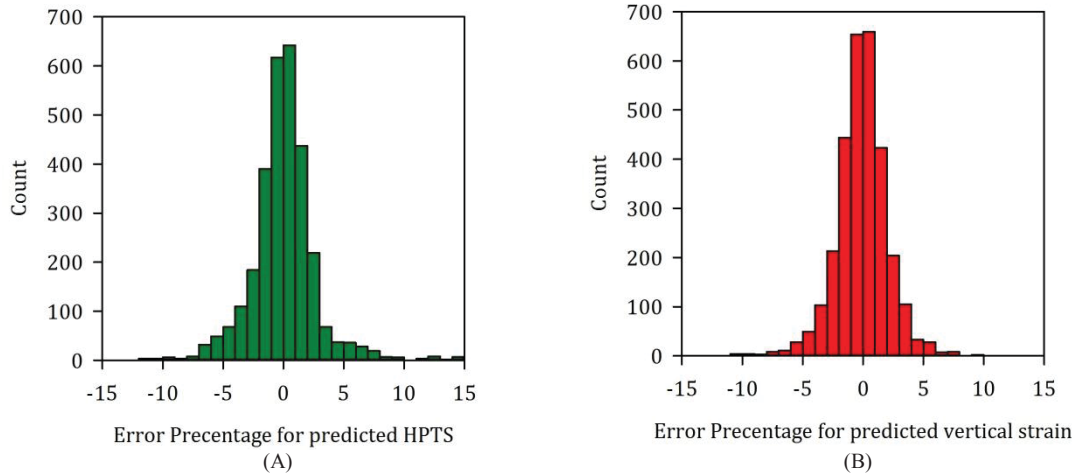 700
600
500
400
300
200
100
0
Count
-15 -10 -5 0 5 10 15
Error Precentage for predicted HPTS
(A)
700
600
500
400
300
200
100
0
Count
-15 -10 -5 0 5 10 15
Error Precentage for predicted vertical strain
(B)